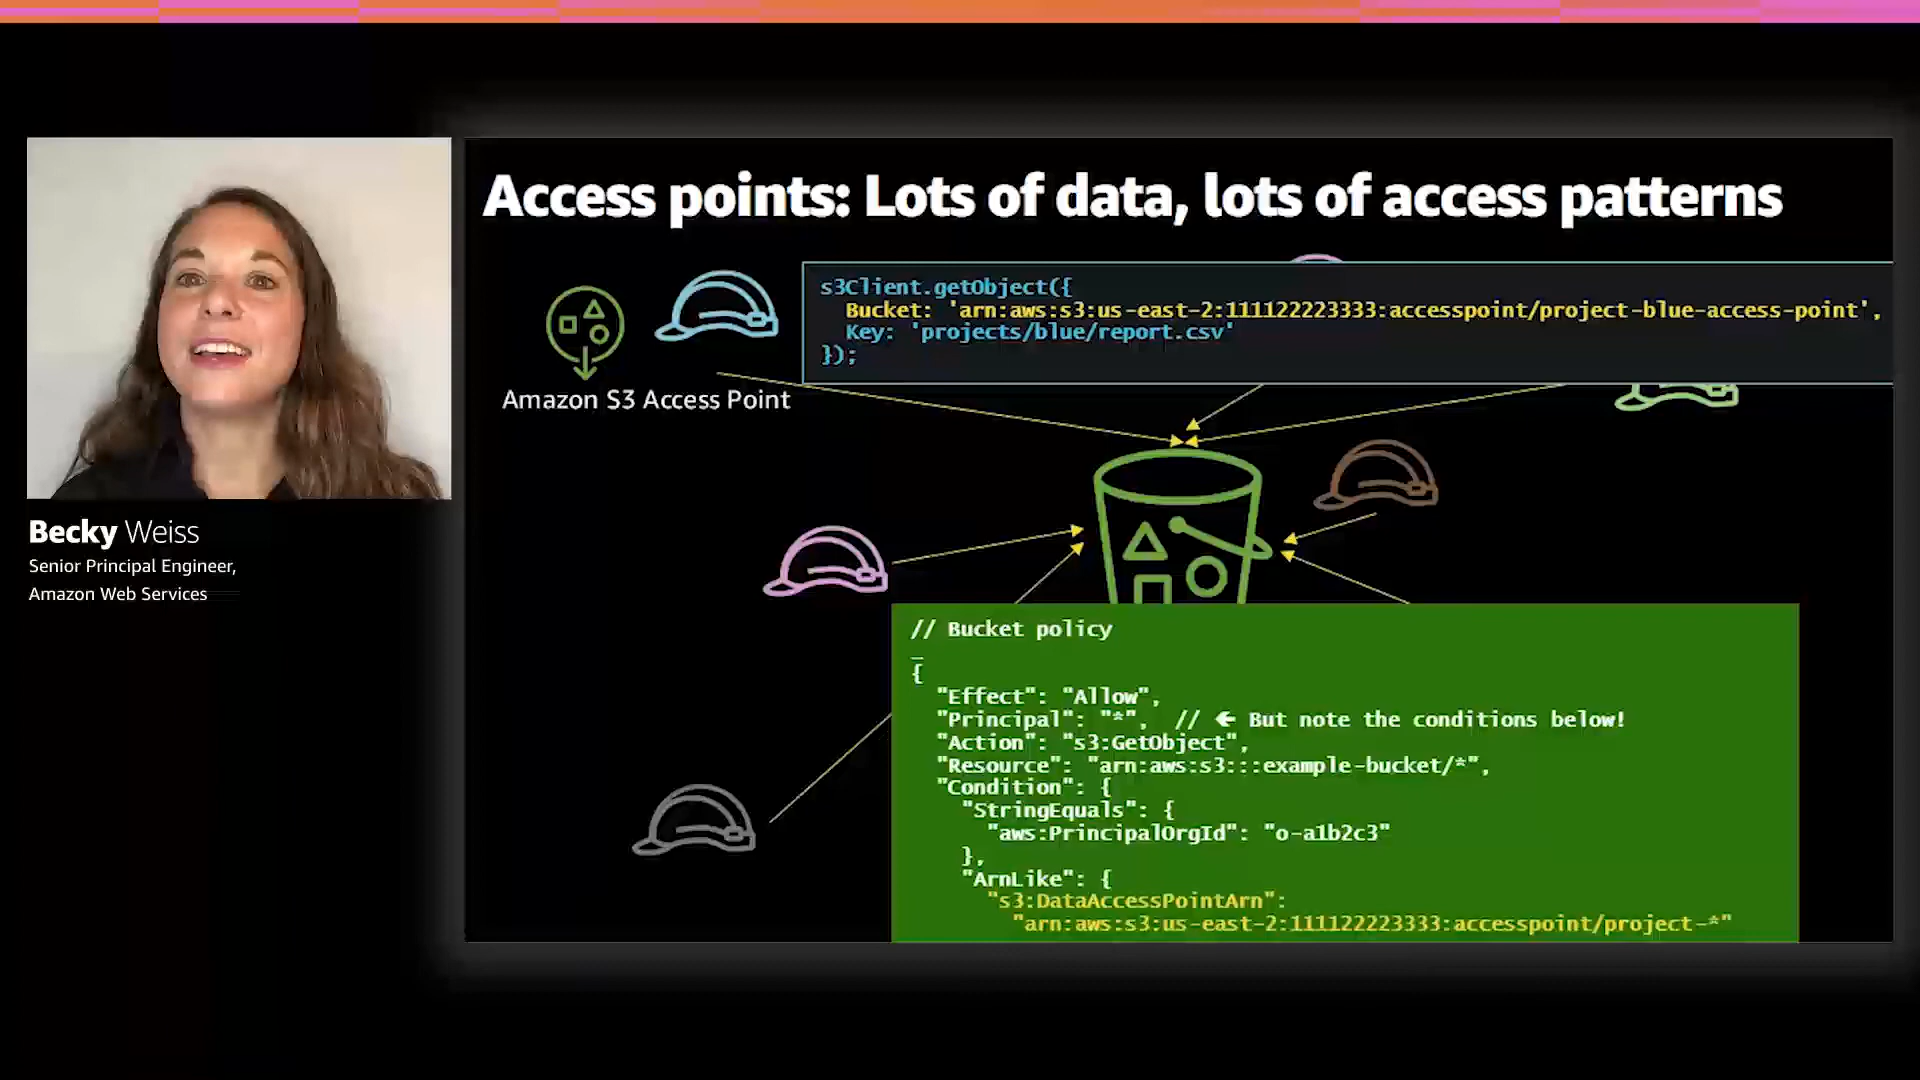 Access points: Lots of data, lots of access patterns
s3Client.getObject({
Bucket: 'arn:aws:s3:us-east-2:111122223333:accesspoint/project-blue-access-point',
Key: 'projects/blue/report.csv'
});
Amazon S3 Access Point
Becky Weiss
Senior Principal Engineer,
Amazon Web Services
// Bucket policy
_
{
"Effect": "Allow",
"Principal": "*", // ← But note the conditions below!
"Action": "s3:GetObject",
"Resource": "arn:aws:s3:::example-bucket/*",
"Condition": {
"StringEquals": {
"aws:PrincipalOrgId": "o-a1b2c3"
},
"ArnLike": {
"s3:DataAccessPointArn":
"arn:aws:s3:us-east-2:111122223333:accesspoint/project-*"